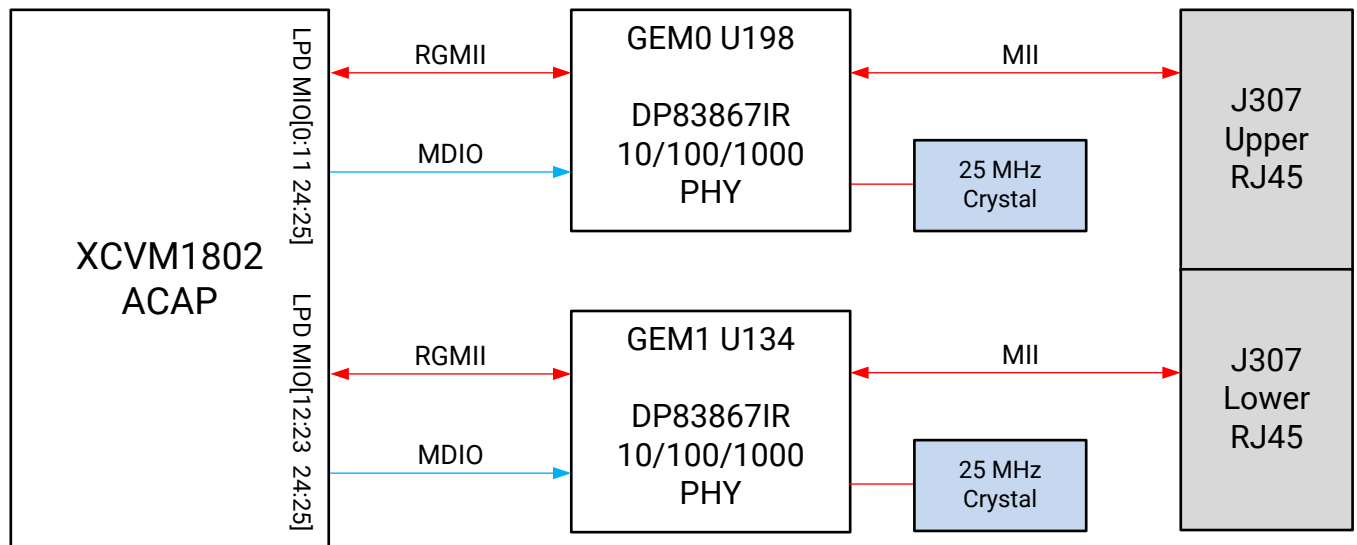 XCVM1802
ACAP
LPD MIO[0:11 24:25]
LPD MIO[12:23 24:25]
RGMII
MDIO
GEM0 U198
DP83867IR
10/100/1000
PHY
MII
25 MHz
Crystal
J307
Upper
RJ45
RGMII
MDIO
GEM1 U134
DP83867IR
10/100/1000
PHY
MII
25 MHz
Crystal
J307
Lower
RJ45